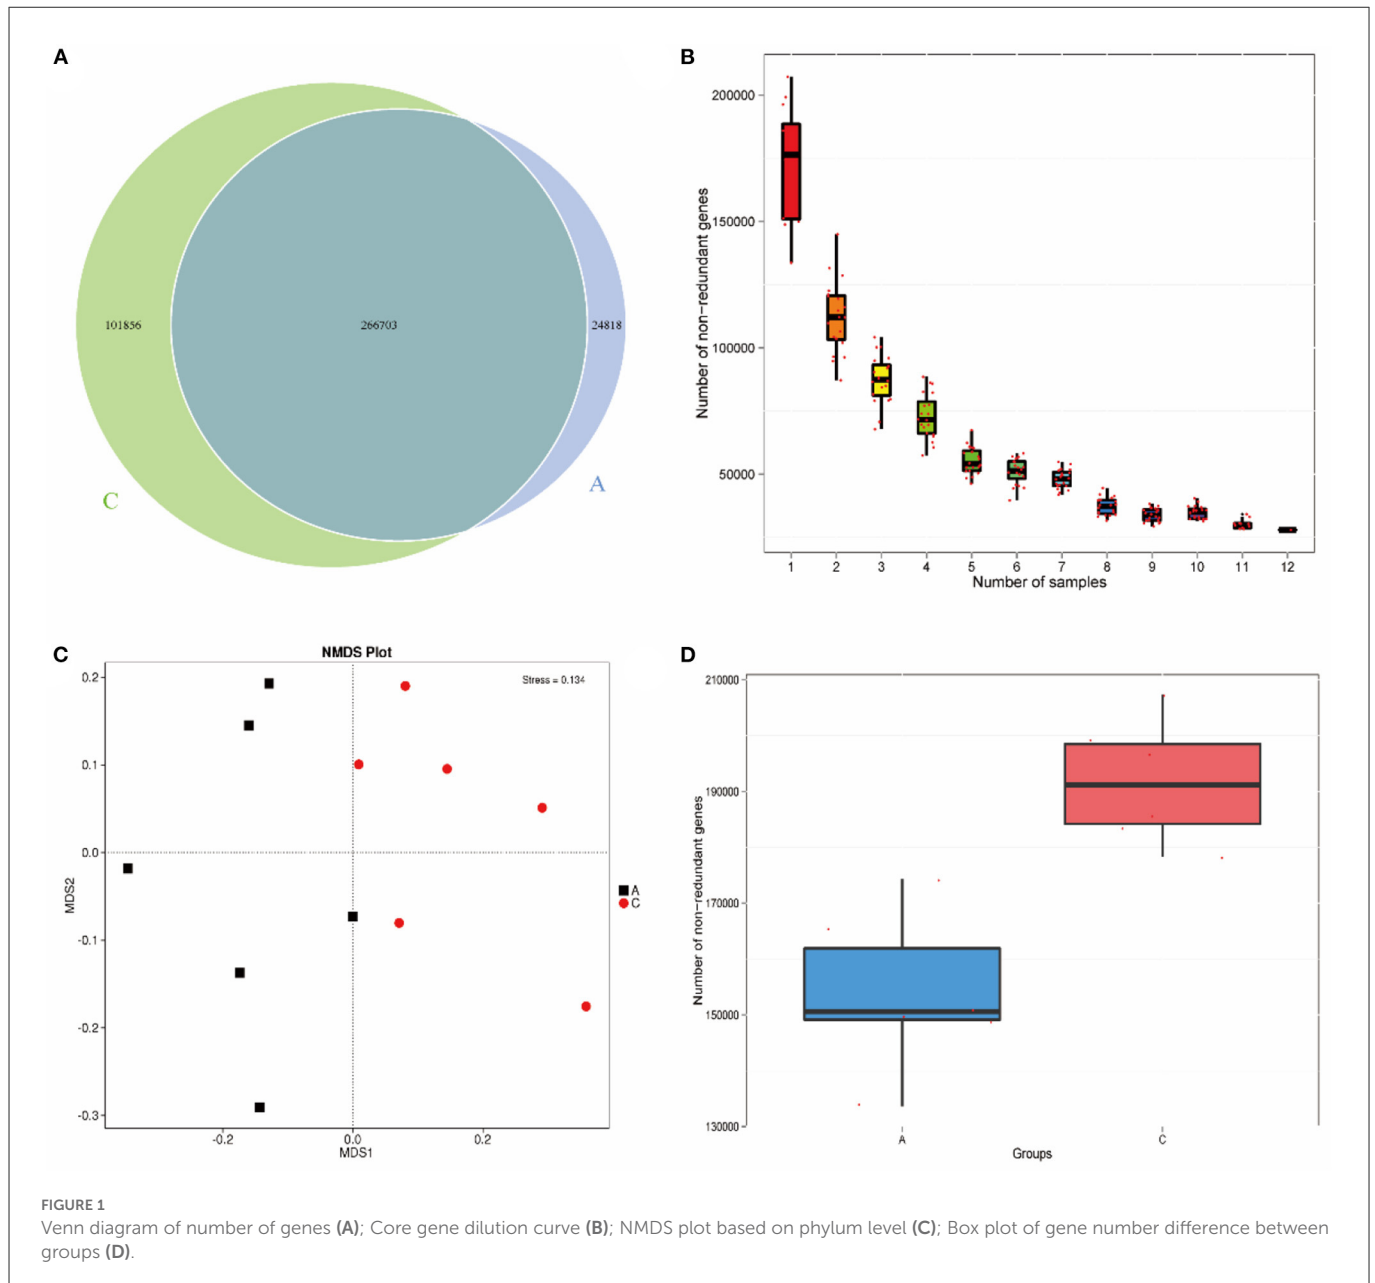 A
101856
266703
24818
C
A
B
Number of non-redundant genes
200000
150000
100000
50000
1 2 3 4 5 6 7 8 9 10 11 12
Number of samples
C
NMDS Plot
Stress = 0.134
MDS2
0.2
0.1
0.0
-0.1
-0.2
-0.3
-0.2 0.0 0.2
MDS1
A
C
D
Number of non-redundant genes
210000
190000
170000
150000
130000
A C
Groups
FIGURE 1
Venn diagram of number of genes (A); Core gene dilution curve (B); NMDS plot based on phylum level (C); Box plot of gene number difference between
groups (D).